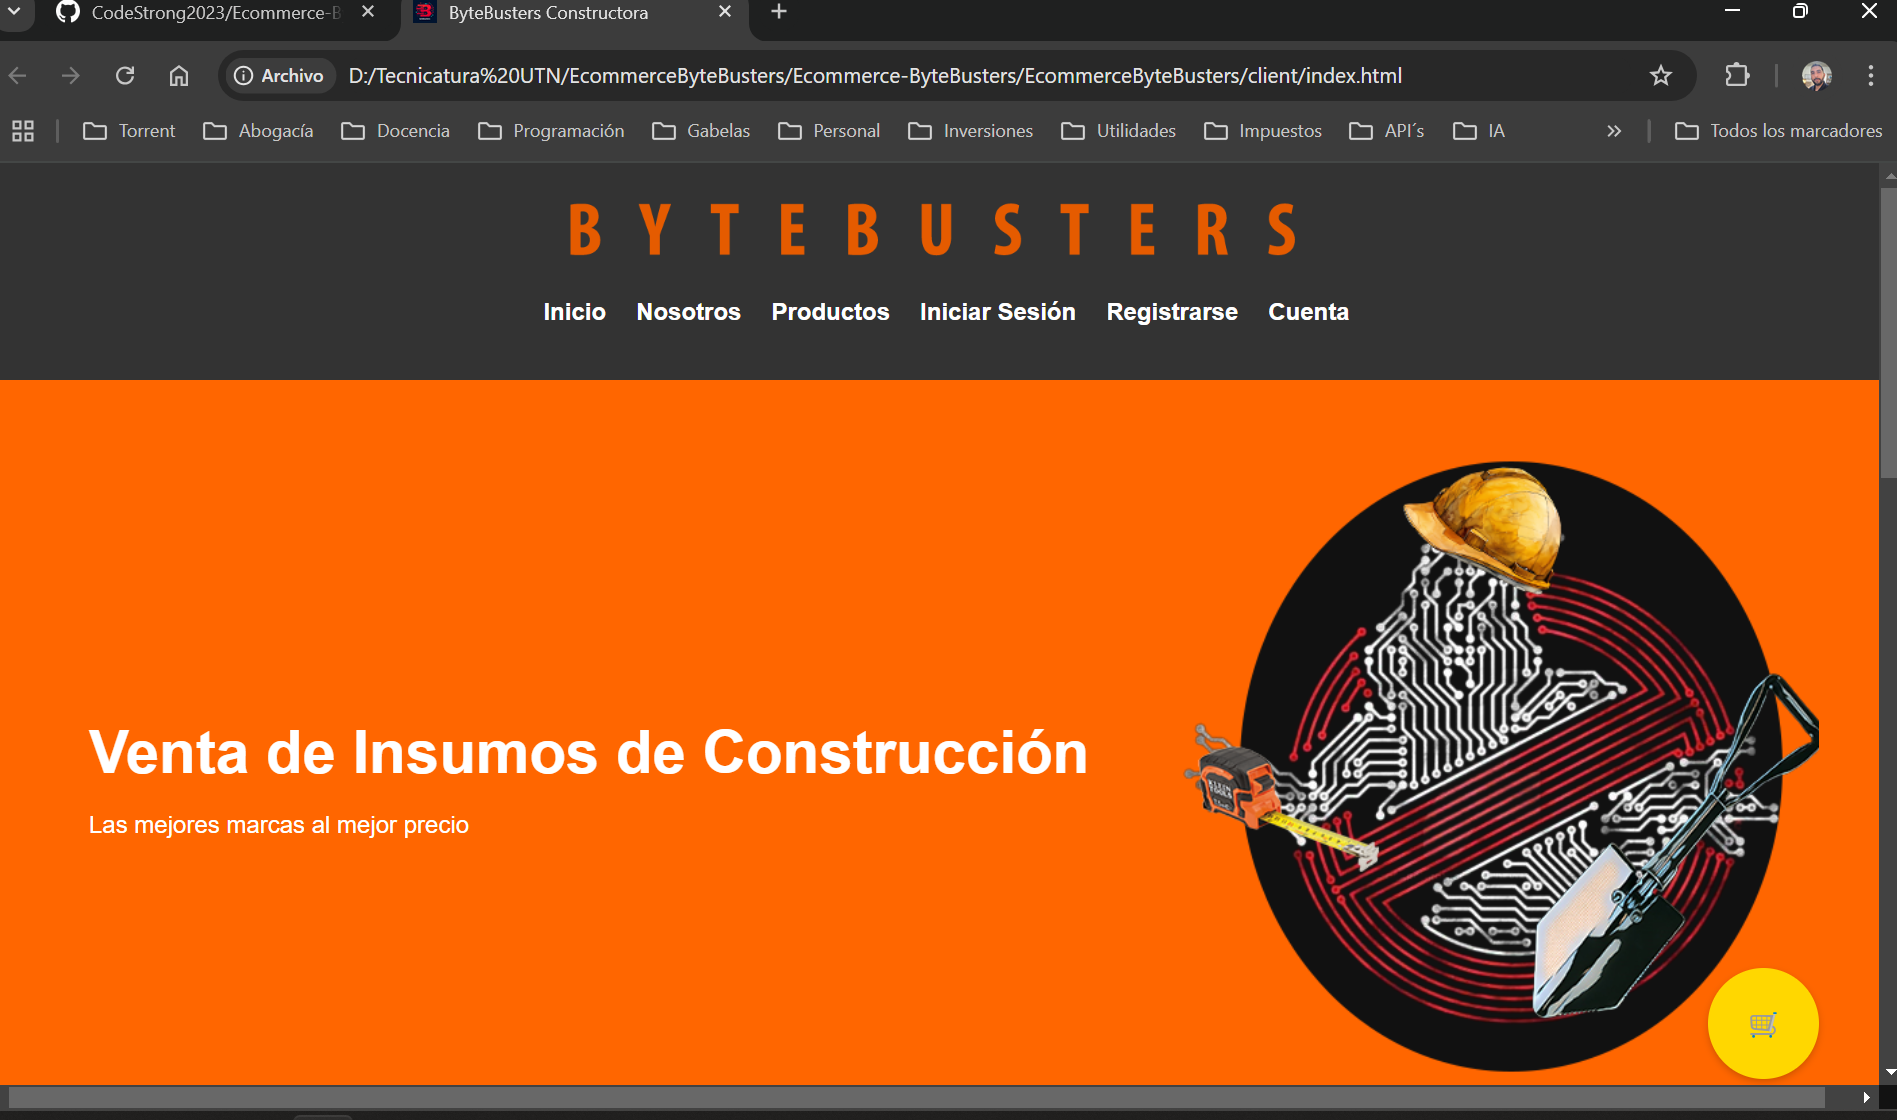 CodeStrong2023/Ecommerce-B
ByteBusters Constructora
Archivo
D:/Tecnicatura%20UTN/EcommerceByteBusters/Ecommerce-ByteBusters/EcommerceByteBusters/client/index.html
Torrent
Abogacía
Docencia
Programación
Gabelas
Personal
Inversiones
Utilidades
Impuestos
API´s
IA
Todos los marcadores
BYTEBUSTERS
Inicio
Nosotros
Productos
Iniciar Sesión
Registrarse
Cuenta
Venta de Insumos de Construcción
Las mejores marcas al mejor precio
KLEIN
TOOLS